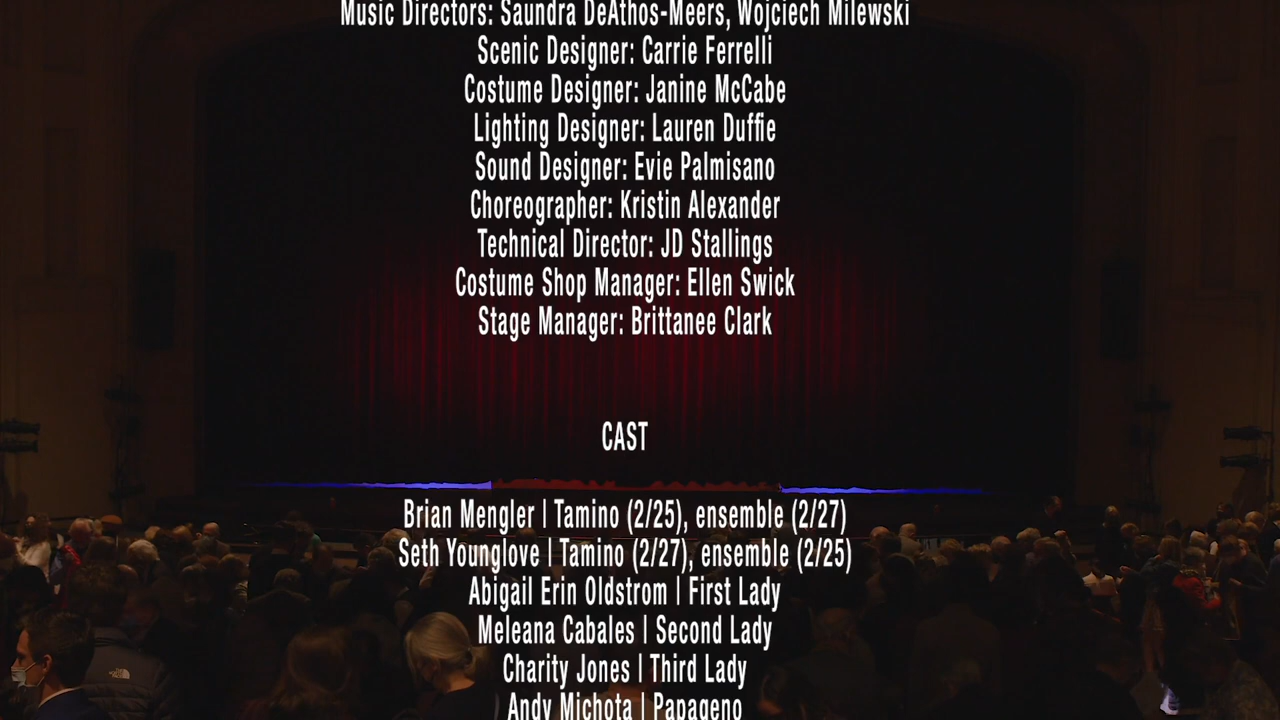 Music Directors: Saundra DeAthos-Meers, Wojciech Milewski
Scenic Designer: Carrie Ferrelli
Costume Designer: Janine McCabe
Lighting Designer: Lauren Duffie
Sound Designer: Evie Palmisano
Choreographer: Kristin Alexander
Technical Director: JD Stallings
Costume Shop Manager: Ellen Swick
Stage Manager: Brittanee Clark
CAST
Brian Mengler | Tamino (2/25), ensemble (2/27)
Seth Younglove | Tamino (2/27), ensemble (2/25)
Abigail Erin Oldstrom | First Lady
Meleana Cabales | Second Lady
Charity Jones | Third Lady
Andy Michota | Papageno
THE NORTH FACE